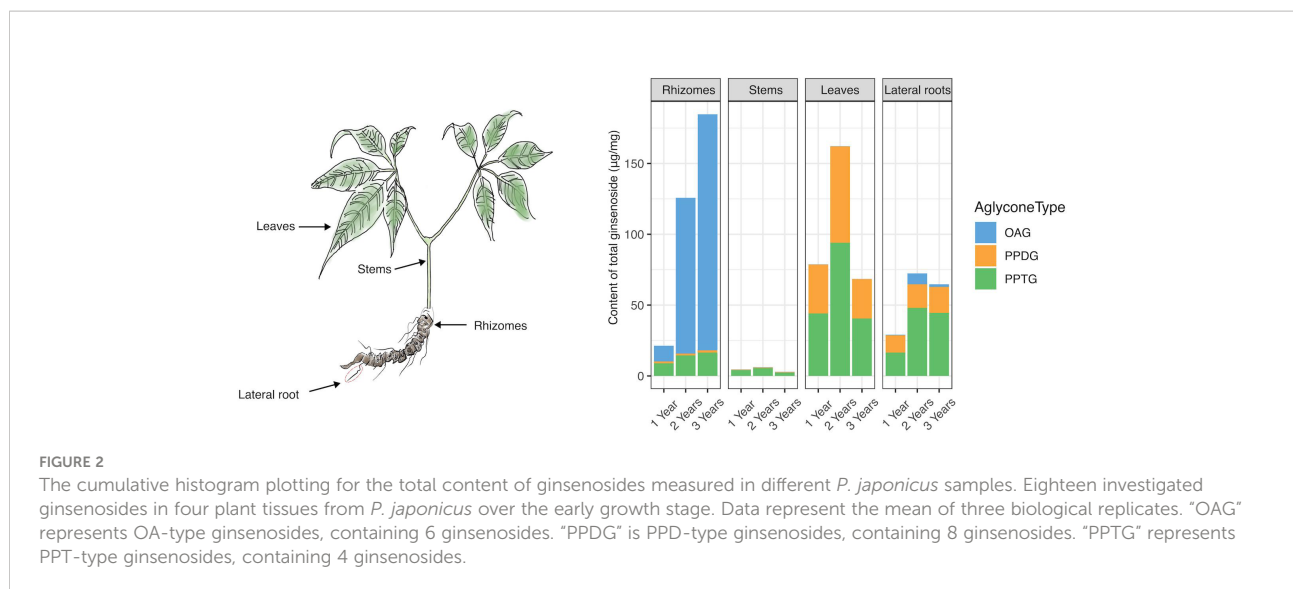 Leaves
Stems
Rhizomes
Lateral root
Rhizomes
Stems
Leaves
Lateral roots
Content of total ginsenoside (µg/mg)
150
100
50
0
1 Year
2 Years
3 Years
1 Year
2 Years
3 Years
1 Year
2 Years
3 Years
1 Year
2 Years
3 Years
AglyconeType
OAG
PPDG
PPTG
FIGURE 2
The cumulative histogram plotting for the total content of ginsenosides measured in different P. japonicus samples. Eighteen investigated
ginsenosides in four plant tissues from P. japonicus over the early growth stage. Data represent the mean of three biological replicates. “OAG”
represents OA-type ginsenosides, containing 6 ginsenosides. “PPDG” is PPD-type ginsenosides, containing 8 ginsenosides. “PPTG” represents
PPT-type ginsenosides, containing 4 ginsenosides.